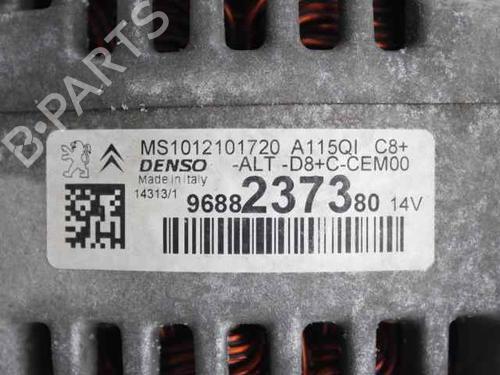 B-PARTS
MS1012101720 A115QI C8+
DENSO -ALT -D8+C-CEM00
Made in Italy
14313/1
9688237380 14V